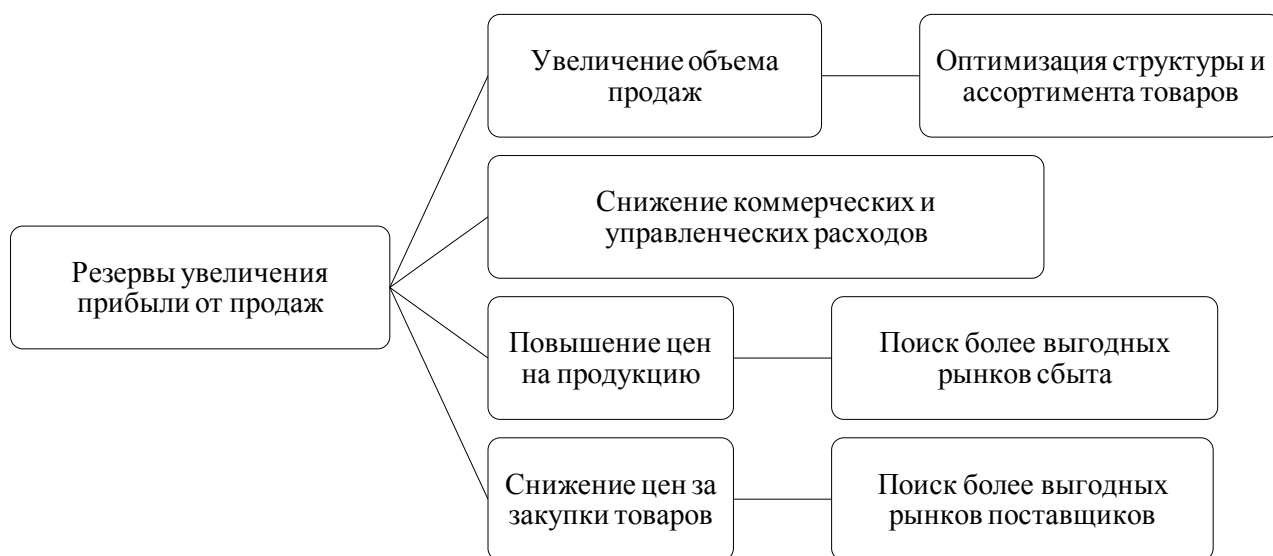 Увеличение объема
продаж
Оптимизация структуры и
ассортимента товаров
Снижение коммерческих и
управленческих расходов
Резервы увеличения
прибыли от продаж
Повышение цен
на продукцию
Поиск более выгодных
рынков сбыта
Снижение цен за
закупки товаров
Поиск более выгодных
рынков поставщиков